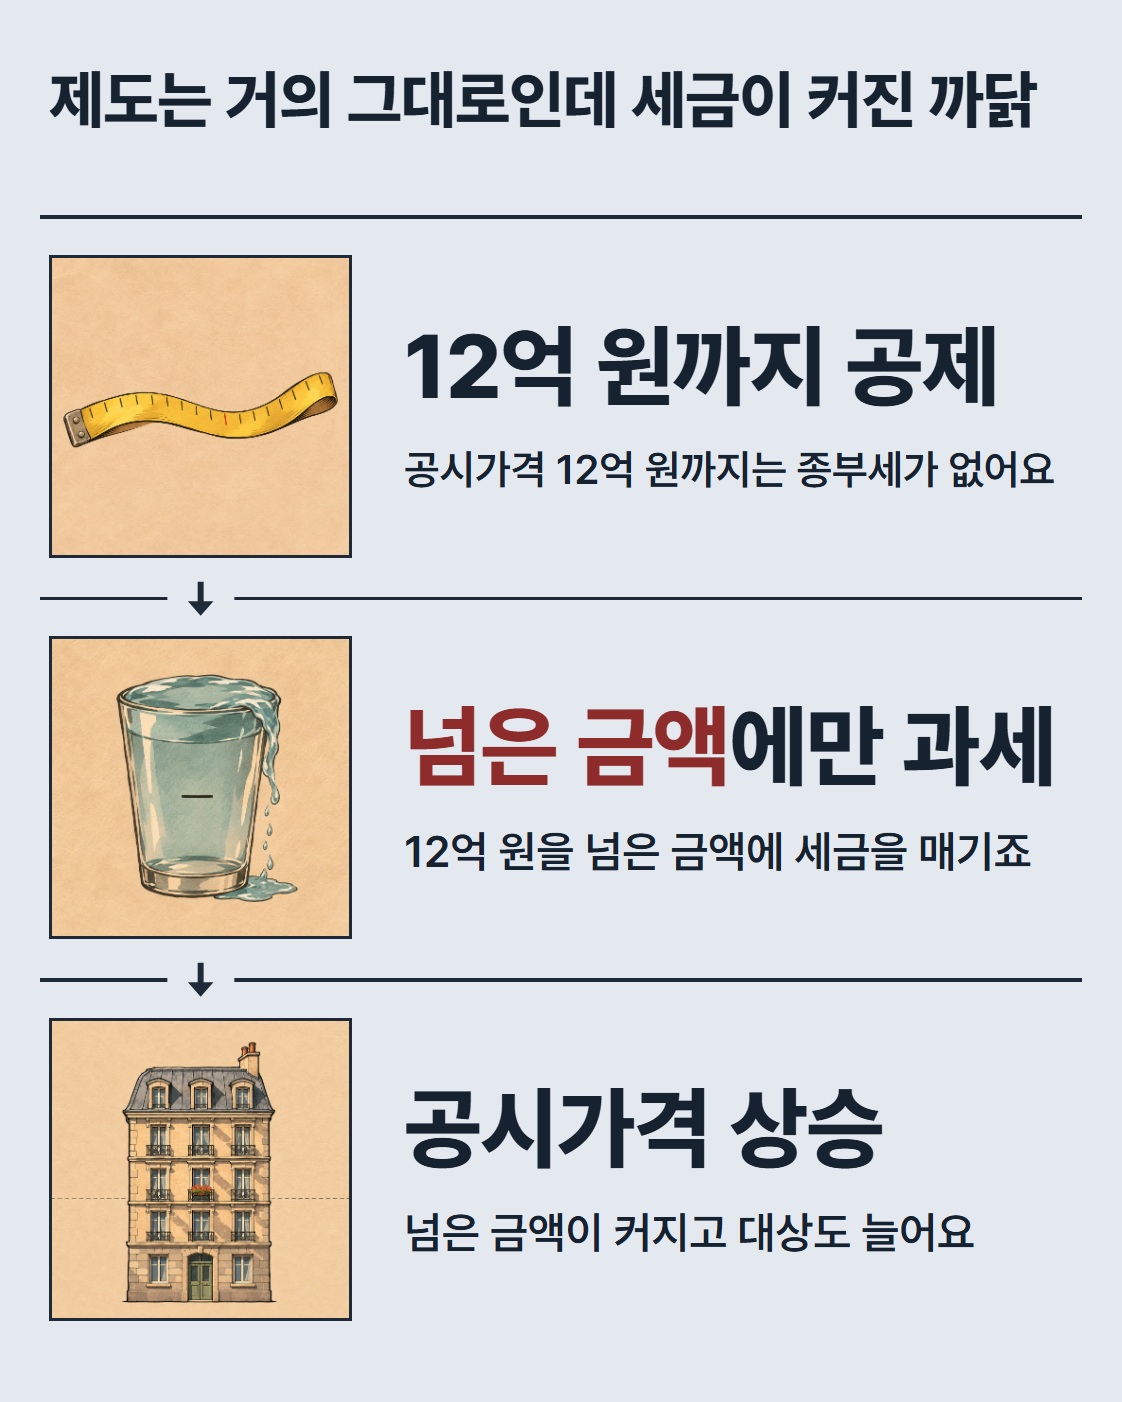 제도는 거의 그대로인데 세금이 커진 까닭
12억 원까지 공제
공시가격 12억 원까지는 종부세가 없어요
넘은 금액에만 과세
12억 원을 넘은 금액에 세금을 매기죠
공시가격 상승
넘은 금액이 커지고 대상도 늘어요